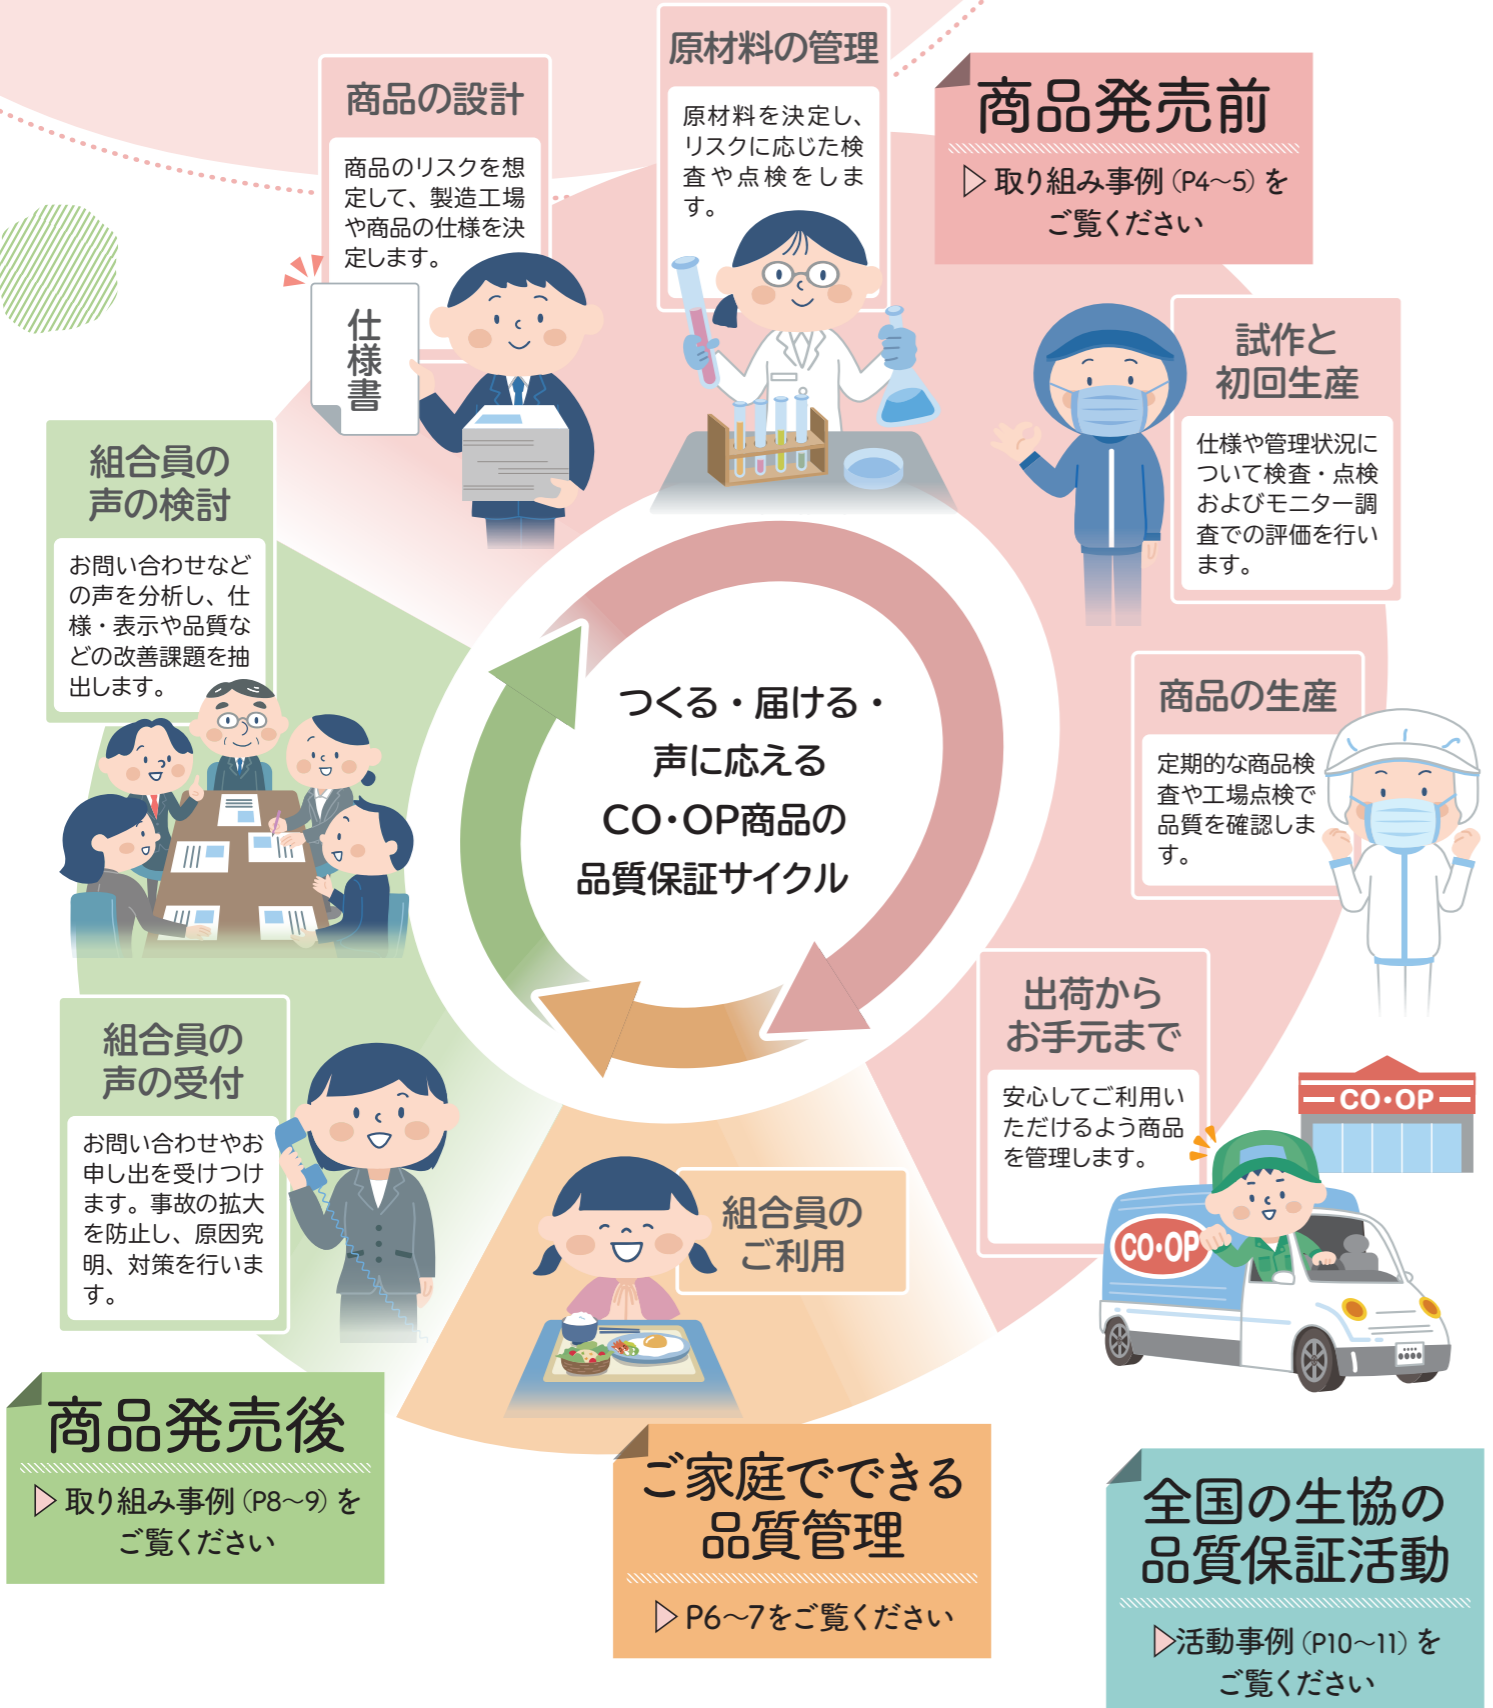 原材料の管理
原材料を決定し、
リスクに応じた検
査や点検をしま
す。
商品の設計
商品のリスクを想
定して、製造工場
や商品の仕様を決
定します。
仕様書
商品発売前
取り組み事例（P4～5）を
ご覧ください
試作と
初回生産
仕様や管理状況に
ついて検査・点検
およびモニター調
査での評価を行い
ます。
組合員の
声の検討
お問い合わせなど
の声を分析し、仕
様・表示や品質な
どの改善課題を抽
出します。
つくる・届ける・
声に応える
CO・OP商品の
品質保証サイクル
商品の生産
定期的な商品検
査や工場点検で
品質を確認しま
す。
出荷から
お手元まで
安心してご利用い
ただけるよう商品
を管理します。
CO・OP
CO・OP
組合員の
声の受付
お問い合わせやお
申し出を受けつけ
ます。事故の拡大
を防止し、原因究
明、対策を行いま
す。
組合員の
ご利用
商品発売後
取り組み事例（P8～9）を
ご覧ください
ご家庭でできる
品質管理
P6～7をご覧ください
全国の生協の
品質保証活動
活動事例（P10～11）を
ご覧ください